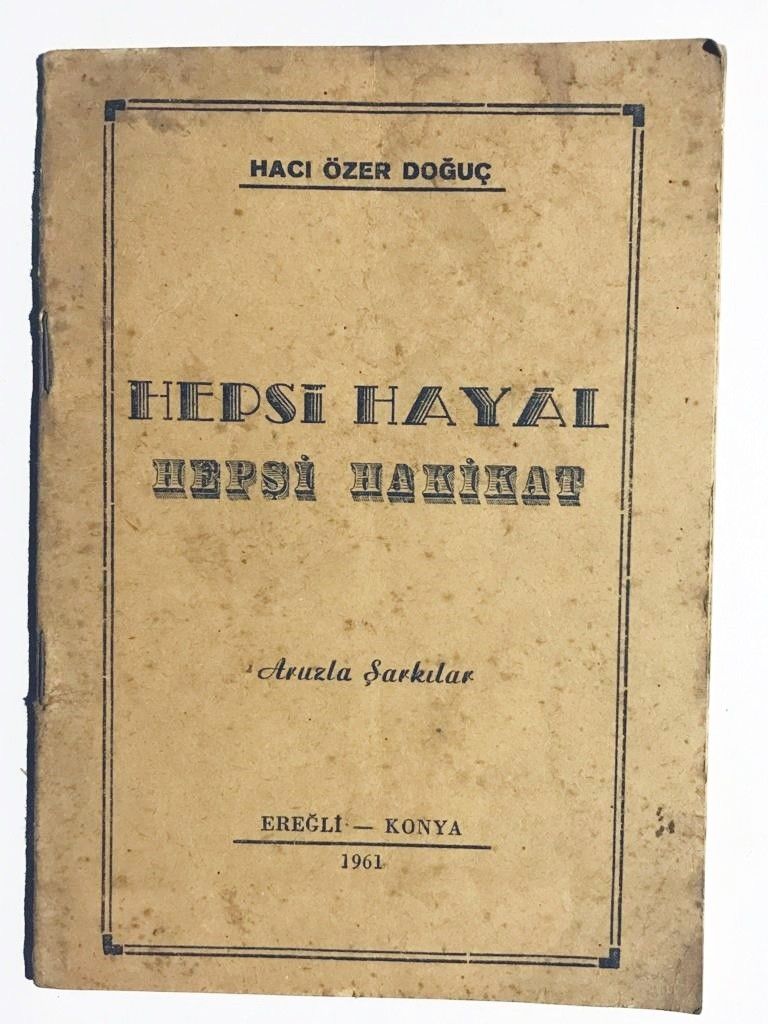 HACI ÖZER DOĞUÇ
HEPSİ HAYAL
HEPSİ HAKİKAT
Aruzla Şarkılar
EREĞLİ — KONYA
1961